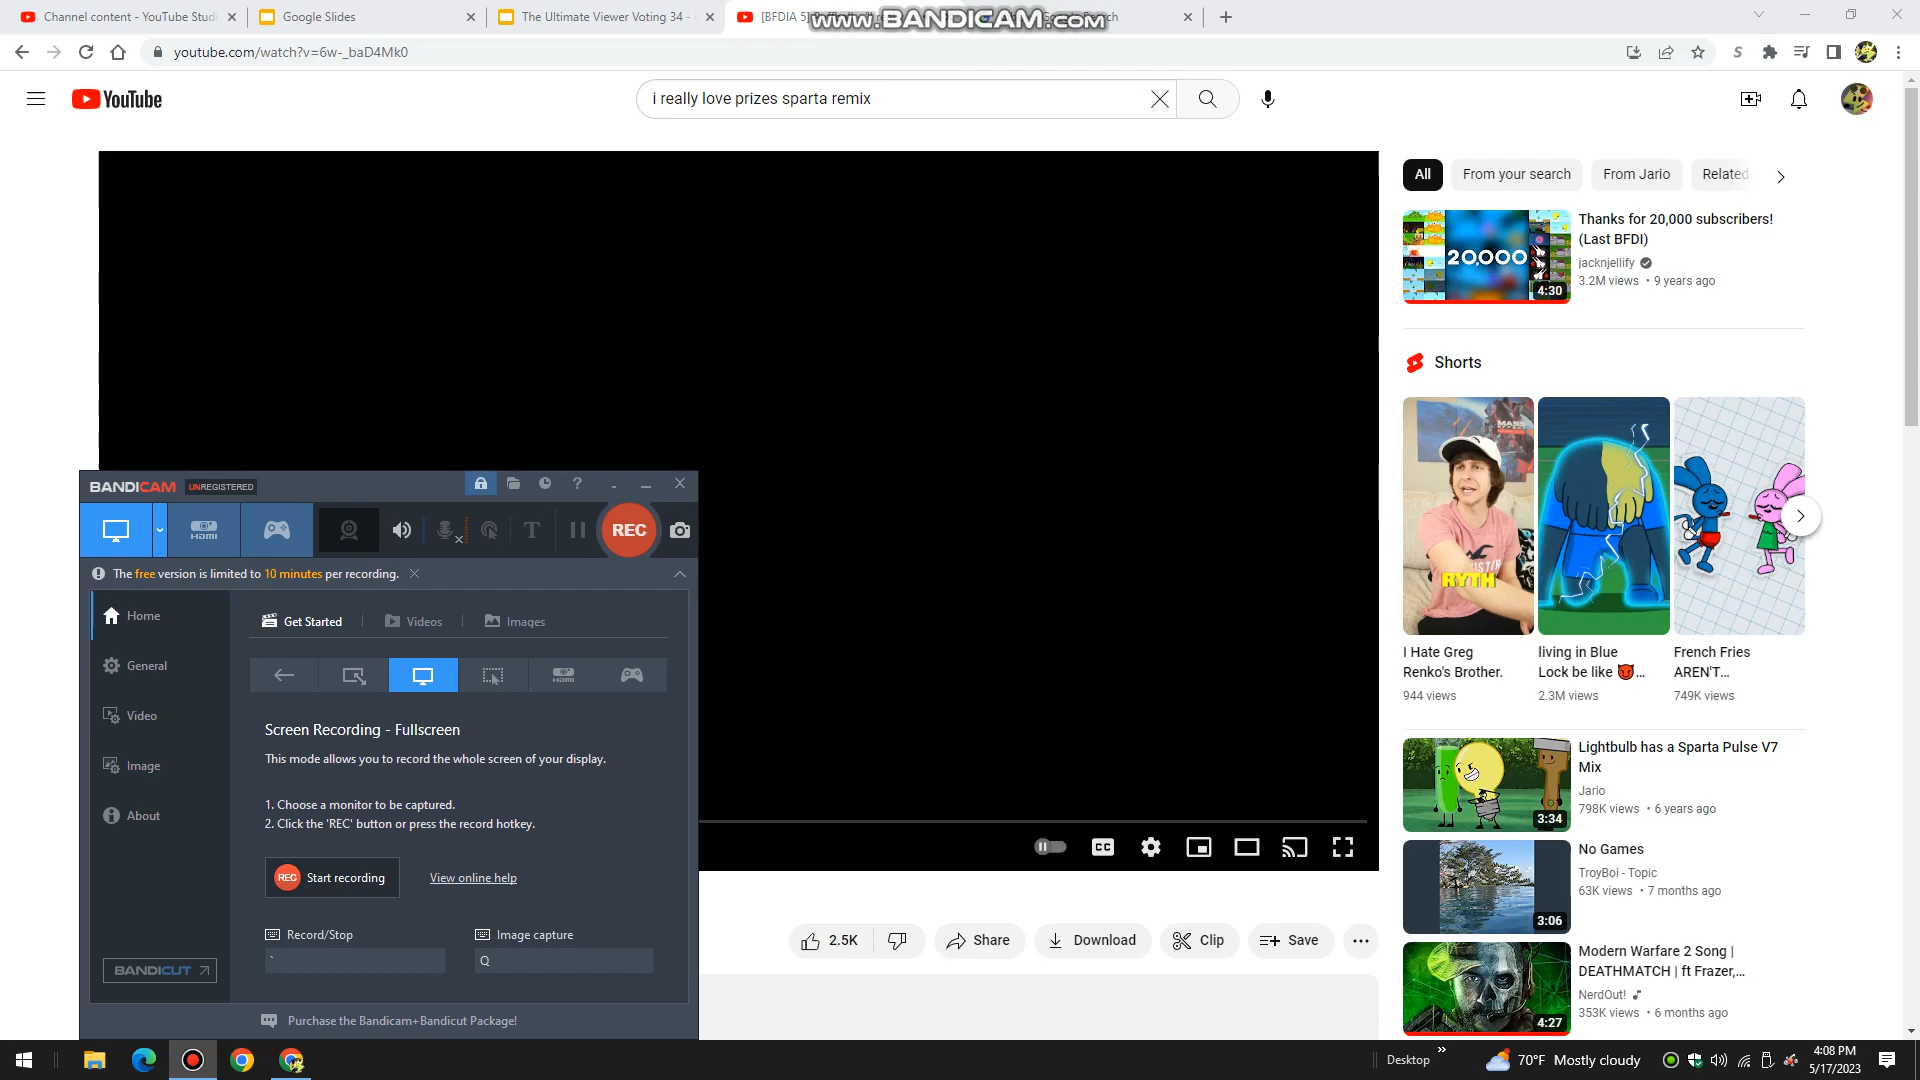 Channel content - YouTube Studi
Google Slides
The Ultimate Viewer Voting 34 -
[BFDIA 5]
www.BANDICAM.com
youtube.com/watch?v=6w-_baD4Mk0
YouTube
i really love prizes sparta remix
All
From your search
From Jario
Related
20,000
4:30
Thanks for 20,000 subscribers!
(Last BFDI)
jacknjellify
3.2M views • 9 years ago
Shorts
RYTH
I Hate Greg
Renko's Brother.
944 views
living in Blue
Lock be like 😈...
2.3M views
French Fries
AREN'T...
749K views
3:34
Lightbulb has a Sparta Pulse V7
Mix
Jario
798K views • 6 years ago
3:06
No Games
TroyBoi - Topic
63K views • 7 months ago
4:27
Modern Warfare 2 Song |
DEATHMATCH | ft Frazer,...
NerdOut!
353K views • 6 months ago
BANDICAM UNREGISTERED
HDMI
T
REC
The free version is limited to 10 minutes per recording.
Home
General
Video
Image
About
BANDICUT
Get Started
Videos
Images
HDMI
Screen Recording - Fullscreen
This mode allows you to record the whole screen of your display.
1. Choose a monitor to be captured.
2. Click the 'REC' button or press the record hotkey.
REC Start recording
View online help
Record/Stop
`
Image capture
Q
Purchase the Bandicam+Bandicut Package!
CC
2.5K
Share
Download
Clip
Save
Desktop
70°F Mostly cloudy
4:08 PM
5/17/2023